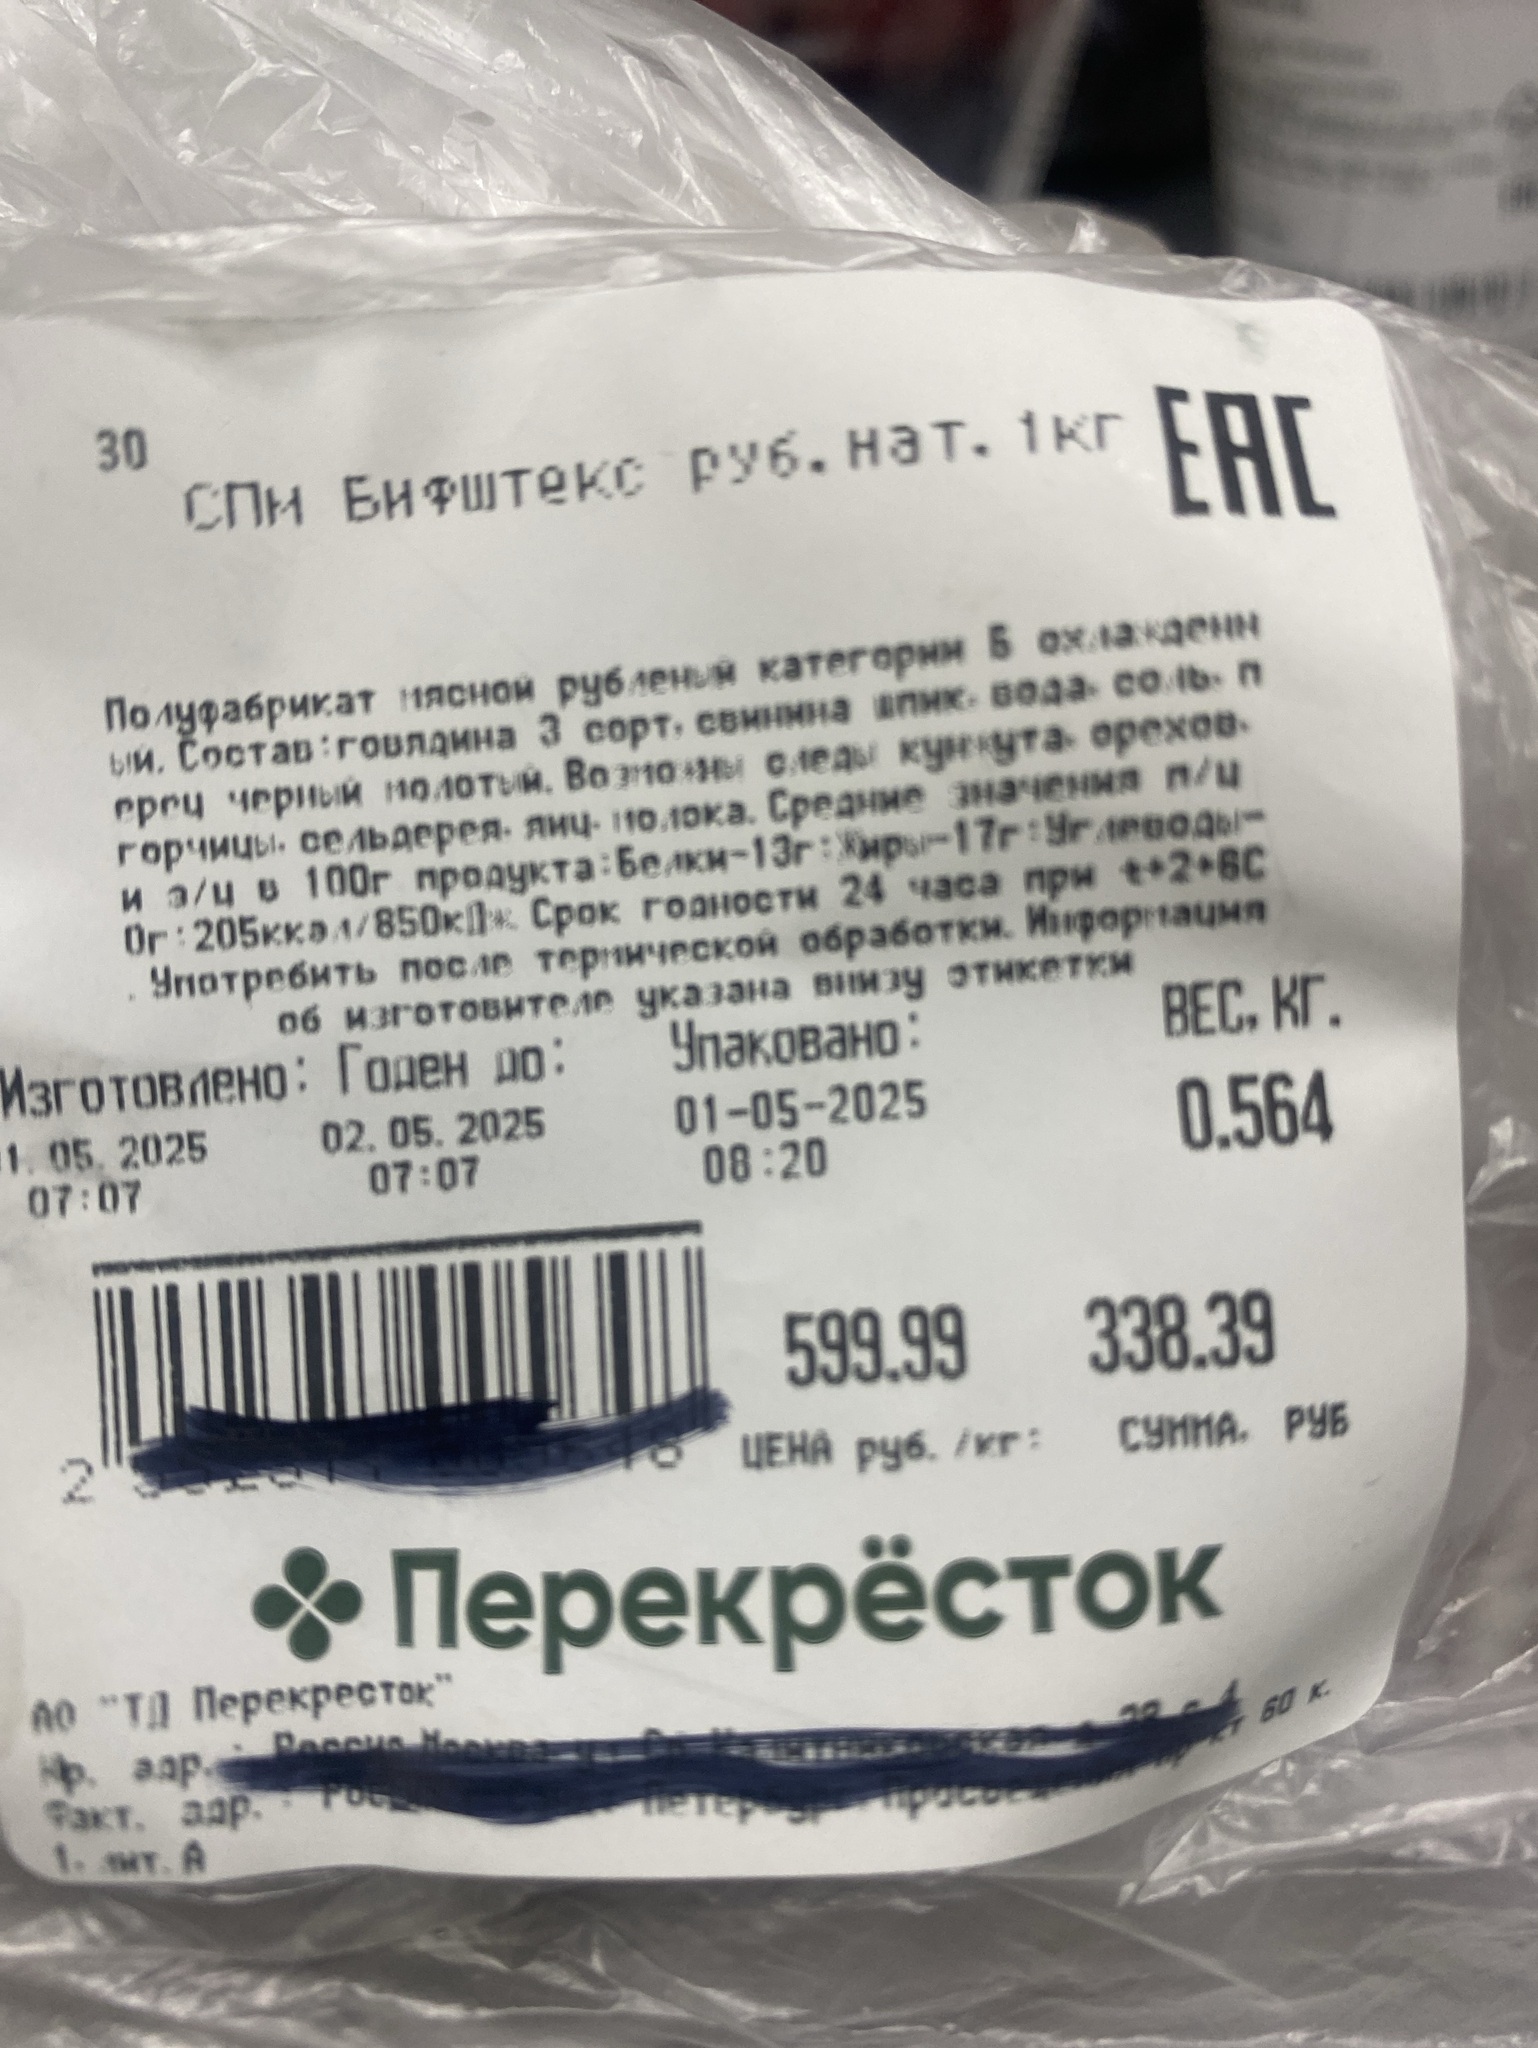 30
СПН Бифштекс руб. нат. 1кг
EAC
Полуфабрикат мясной рубленый категории Б охлажденн
ый. Состав:говядина 3 сорт, свинина шпик, вода, соль, п
ерец черный молотый. Возможны следы кунжута, орехов,
горчицы, сельдерея, яиц, молока. Средние значения п/ц
и э/ц в 100г продукта:Белки-13г:Жиры-17г:Углеводы-
0г:205ккал/850кДж. Срок годности 24 часа при t+2+6С
. Употребить после термической обработки. Информация
об изготовителе указана внизу этикетки
Изготовлено: Годен до: Упаковано: ВЕС, КГ.
1. 05. 2025 02. 05. 2025 01-05-2025 0.564
07:07 07:07 08:20
599.99 338.39
2
ЦЕНА руб. /кг: СУММА, РУБ
Перекрёсток
АО "ТД Перекресток"
Юр. адр. :
60 к.
Факт. адр. :
1, лит. А